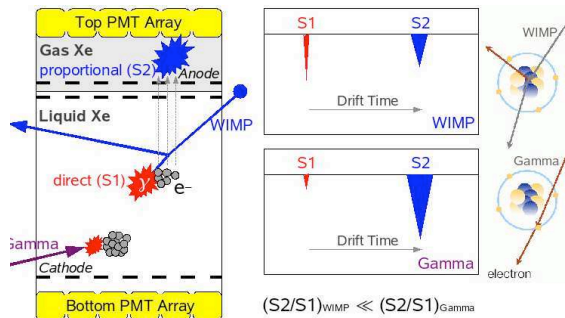 Top PMT Array
Gas Xe
proportional (S2)
Anode
Liquid Xe
WIMP
direct (S1)
γ
e⁻
Gamma
Cathode
Bottom PMT Array
S1
S2
Drift Time
WIMP
S1
S2
Drift Time
Gamma
WIMP
Gamma
electron
(S2/S1)WIMP ≪ (S2/S1)Gamma